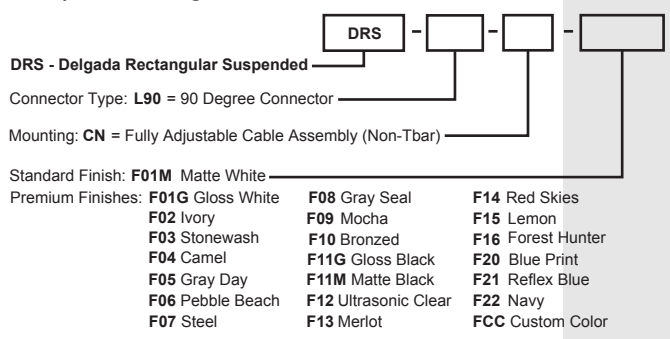 DRS - - -
DRS - Delgada Rectangular Suspended
Connector Type: L90 = 90 Degree Connector
Mounting: CN = Fully Adjustable Cable Assembly (Non-Tbar)
Standard Finish: F01M Matte White
Premium Finishes: F01G Gloss White F08 Gray Seal F14 Red Skies
F02 Ivory F09 Mocha F15 Lemon
F03 Stonewash F10 Bronzed F16 Forest Hunter
F04 Camel F11G Gloss Black F20 Blue Print
F05 Gray Day F11M Matte Black F21 Reflex Blue
F06 Pebble Beach F12 Ultrasonic Clear F22 Navy
F07 Steel F13 Merlot FCC Custom Color